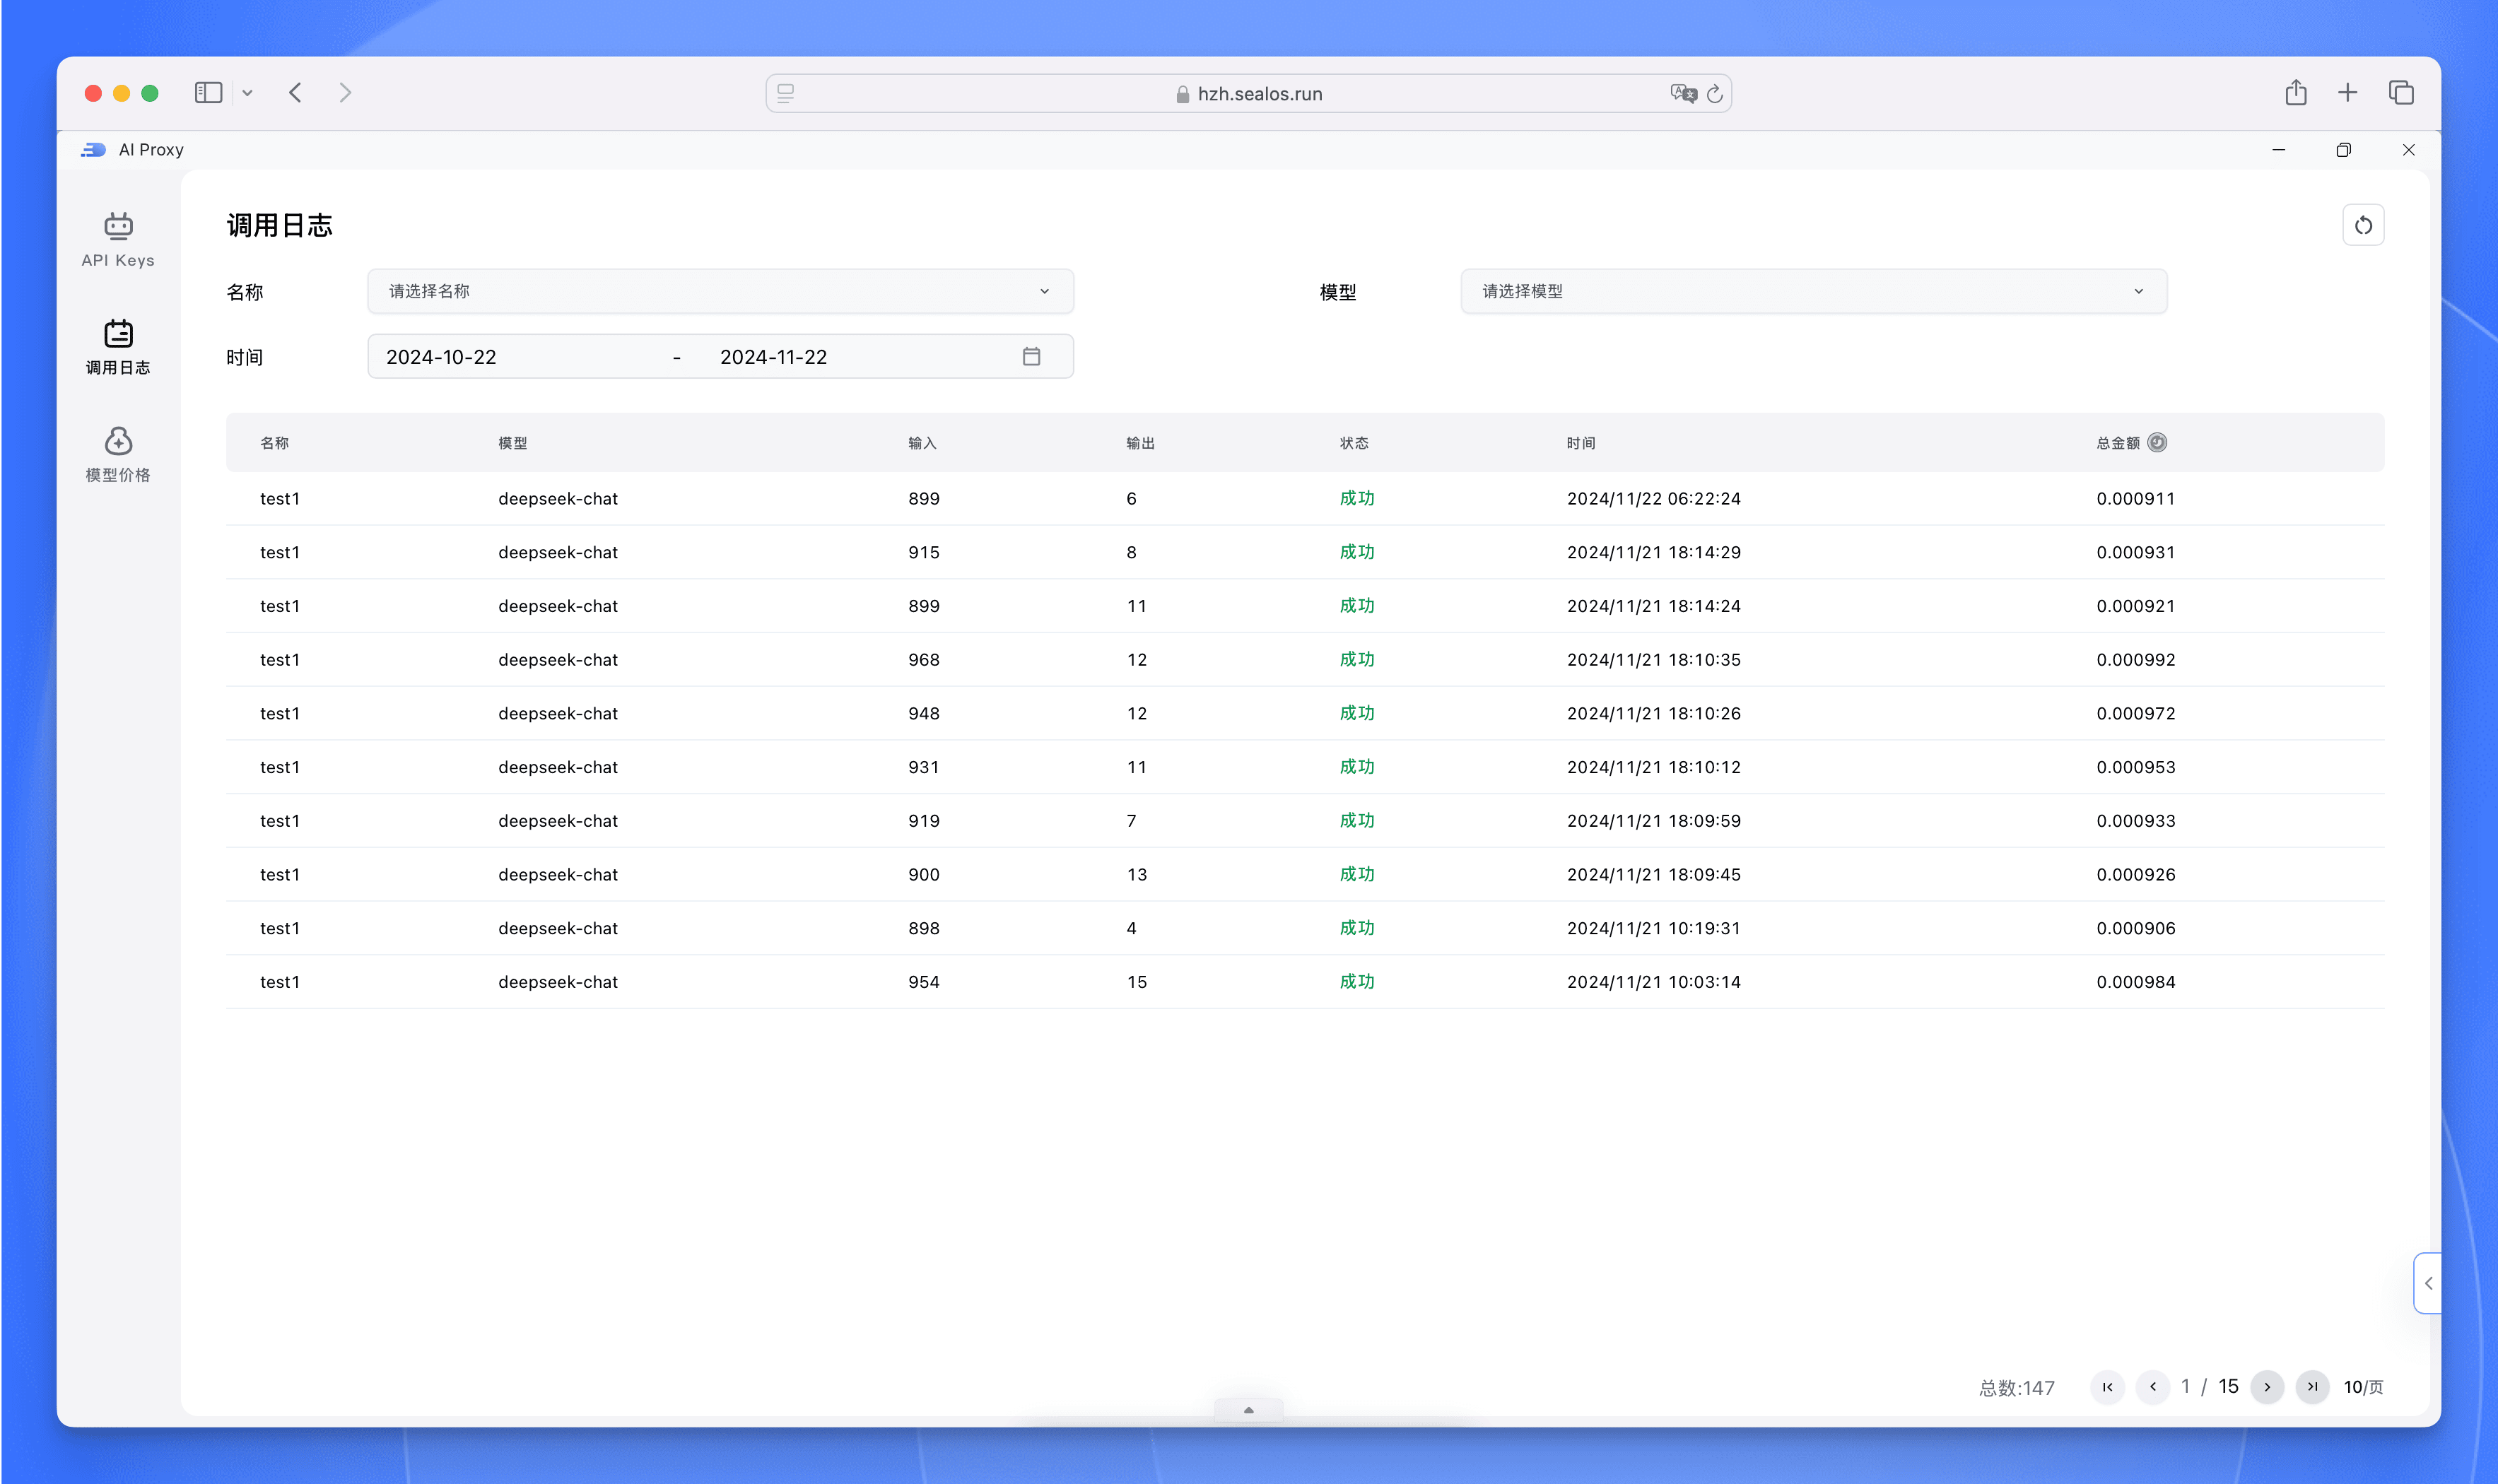 hzh.sealos.run
AI Proxy
API Keys
调用日志
模型价格
调用日志
名称 请选择名称 模型 请选择模型
时间 2024-10-22 - 2024-11-22
名称 模型 输入 输出 状态 时间 总金额
test1 deepseek-chat 899 6 成功 2024/11/22 06:22:24 0.000911
test1 deepseek-chat 915 8 成功 2024/11/21 18:14:29 0.000931
test1 deepseek-chat 899 11 成功 2024/11/21 18:14:24 0.000921
test1 deepseek-chat 968 12 成功 2024/11/21 18:10:35 0.000992
test1 deepseek-chat 948 12 成功 2024/11/21 18:10:26 0.000972
test1 deepseek-chat 931 11 成功 2024/11/21 18:10:12 0.000953
test1 deepseek-chat 919 7 成功 2024/11/21 18:09:59 0.000933
test1 deepseek-chat 900 13 成功 2024/11/21 18:09:45 0.000926
test1 deepseek-chat 898 4 成功 2024/11/21 10:19:31 0.000906
test1 deepseek-chat 954 15 成功 2024/11/21 10:03:14 0.000984
总数:147 1 / 15 10/页